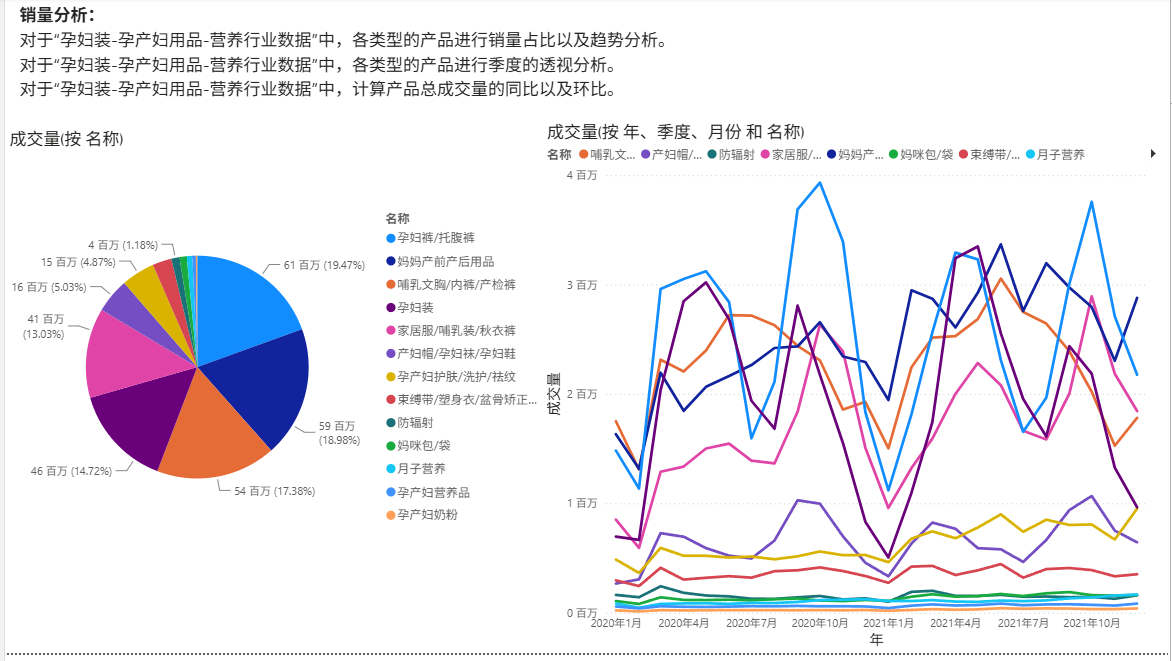 销量分析：
对于“孕妇装-孕产妇用品-营养行业数据”中，各类型的产品进行销量占比以及趋势分析。
对于“孕妇装-孕产妇用品-营养行业数据”中，各类型的产品进行季度的透视分析。
对于“孕妇装-孕产妇用品-营养行业数据”中，计算产品总成交量的同比以及环比。
成交量(按 名称)
4 百万 (1.18%)
15 百万 (4.87%)
16 百万 (5.03%)
41 百万
(13.03%)
46 百万 (14.72%)
54 百万 (17.38%)
59 百万
(18.98%)
61 百万 (19.47%)
名称
孕妇裤/托腹裤
妈妈产前产后用品
哺乳文胸/内裤/产检裤
孕妇装
家居服/哺乳装/秋衣裤
产妇帽/孕妇袜/孕妇鞋
孕产妇护肤/洗护/祛纹
束缚带/塑身衣/盆骨矫正...
防辐射
妈咪包/袋
月子营养
孕产妇营养品
孕产妇奶粉
成交量(按 年、季度、月份 和 名称)
名称 哺乳文... 产妇帽/... 防辐射 家居服/... 妈妈产... 妈咪包/袋 束缚带/... 月子营养
4 百万
3 百万
2 百万
1 百万
0 百万
成交量
2020年1月 2020年4月 2020年7月 2020年10月 2021年1月 2021年4月 2021年7月 2021年10月
年